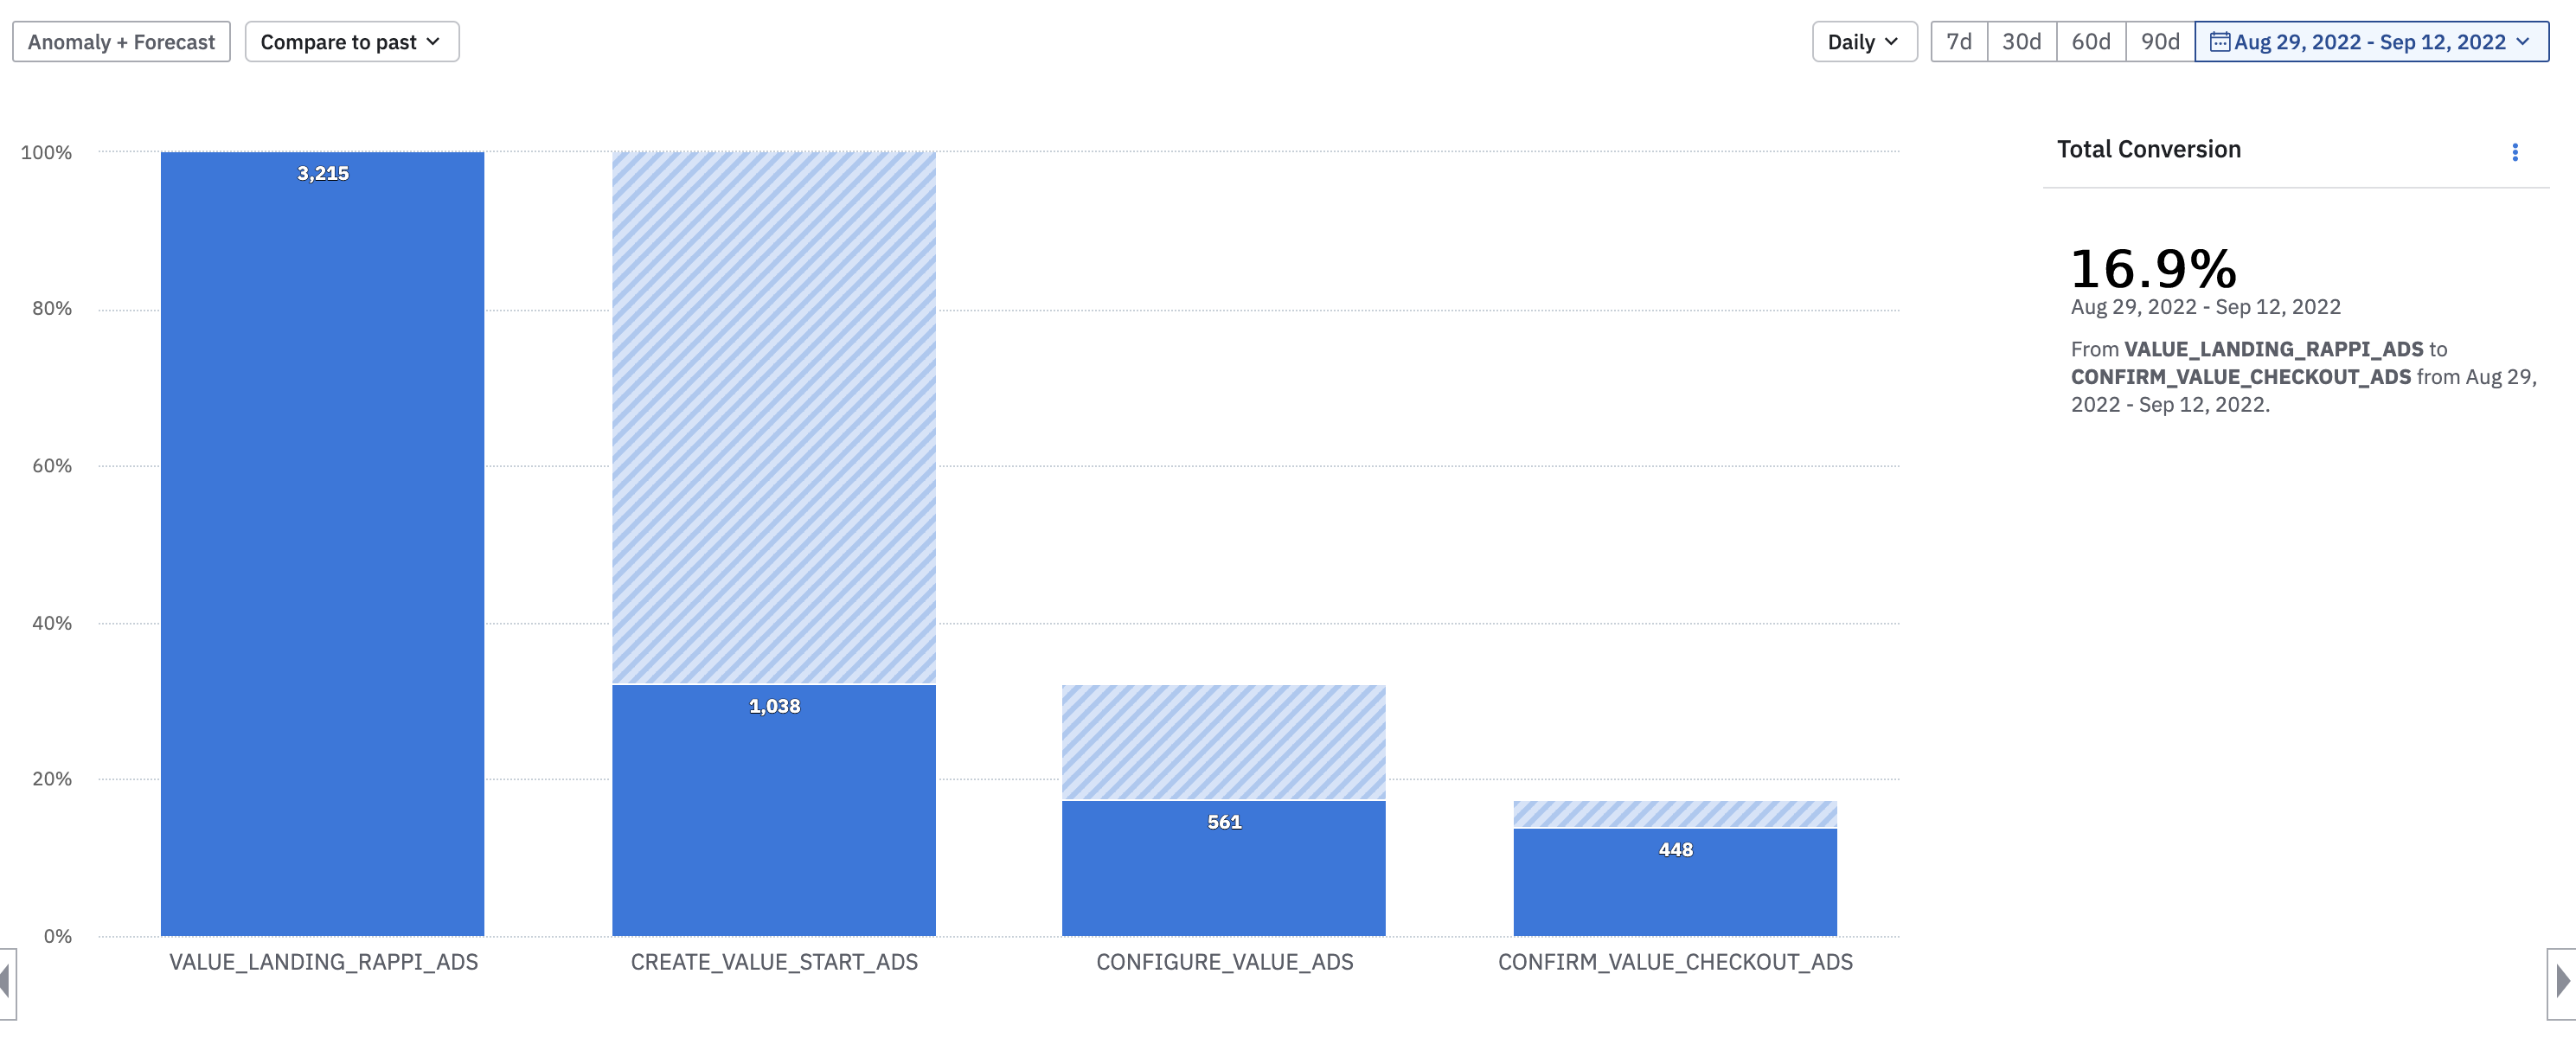 Anomaly + Forecast
Compare to past
Daily
7d
30d
60d
90d
Aug 29, 2022 - Sep 12, 2022
100%
80%
60%
40%
20%
0%
3,215
1,038
561
448
VALUE_LANDING_RAPPI_ADS
CREATE_VALUE_START_ADS
CONFIGURE_VALUE_ADS
CONFIRM_VALUE_CHECKOUT_ADS
Total Conversion
16.9%
Aug 29, 2022 - Sep 12, 2022
From VALUE_LANDING_RAPPI_ADS to
CONFIRM_VALUE_CHECKOUT_ADS from Aug 29,
2022 - Sep 12, 2022.